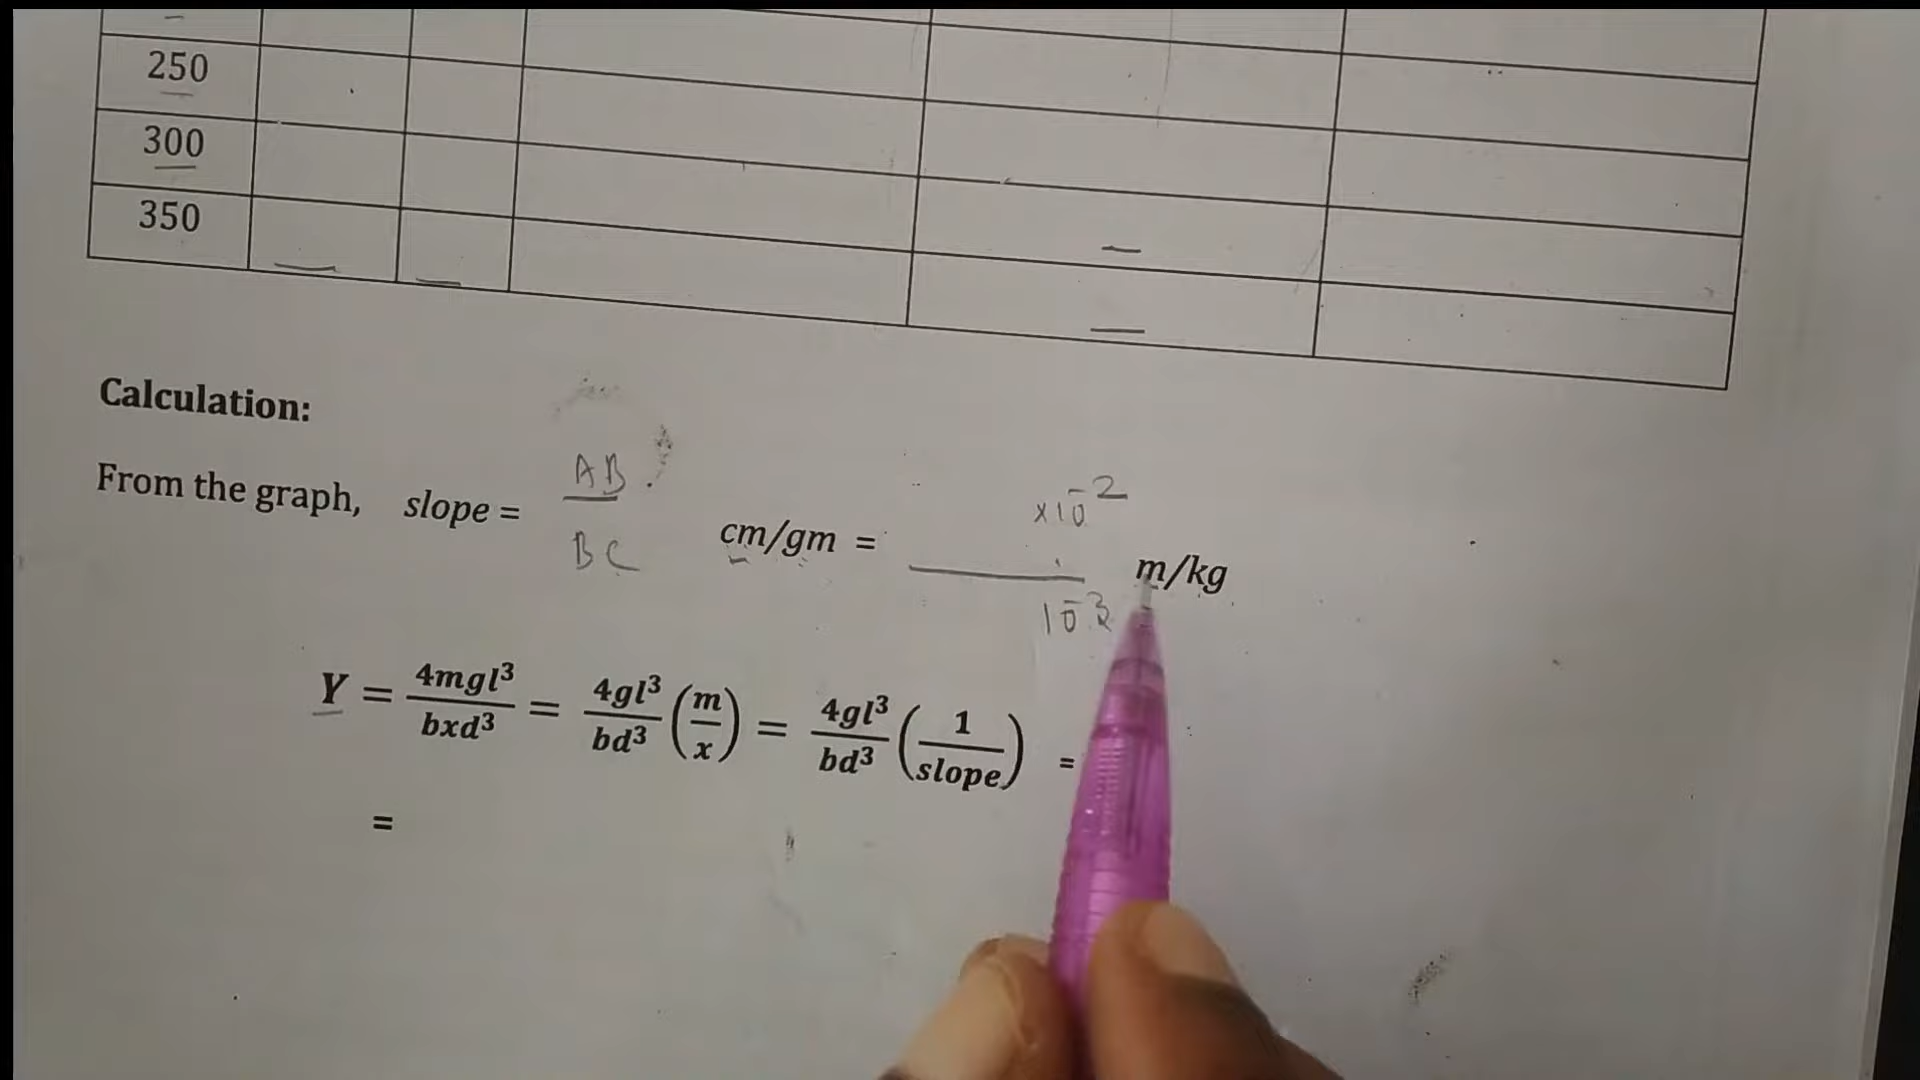 250
300
350
Calculation:
From the graph, slope = AB/BC cm/gm = ×10⁻²/10⁻³ m/kg
Y = 4mgl³/bxd³ = 4gl³/bd³ (m/x) = 4gl³/bd³ (1/slope) =
=